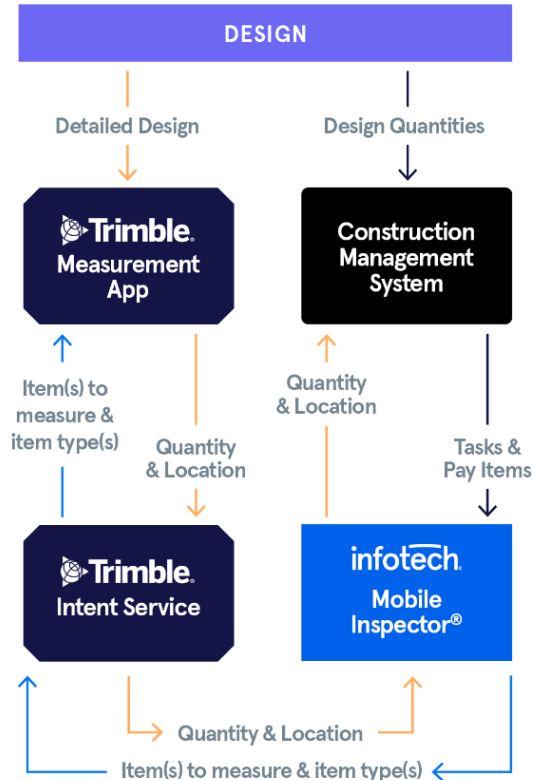 DESIGN
Detailed Design
Design Quantities
Trimble®
Measurement
App
Construction
Management
System
Item(s) to
measure &
item type(s)
Quantity
& Location
Quantity
& Location
Tasks &
Pay Items
Trimble®
Intent Service
infotech®
Mobile
Inspector®
Quantity & Location
Item(s) to measure & item type(s)